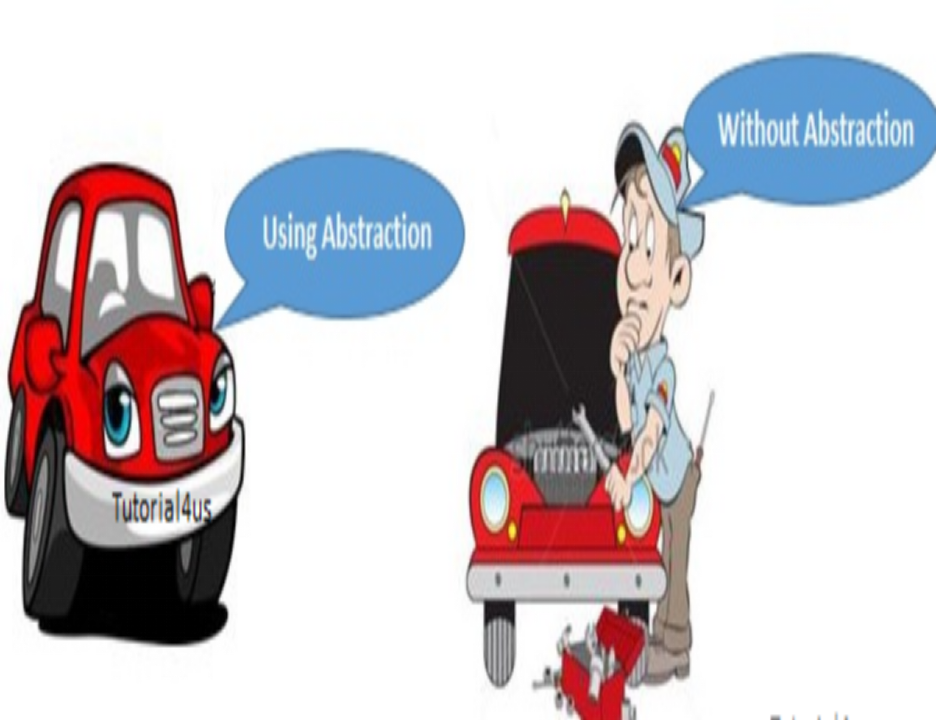 Using Abstraction
Without Abstraction
Tutorial4us